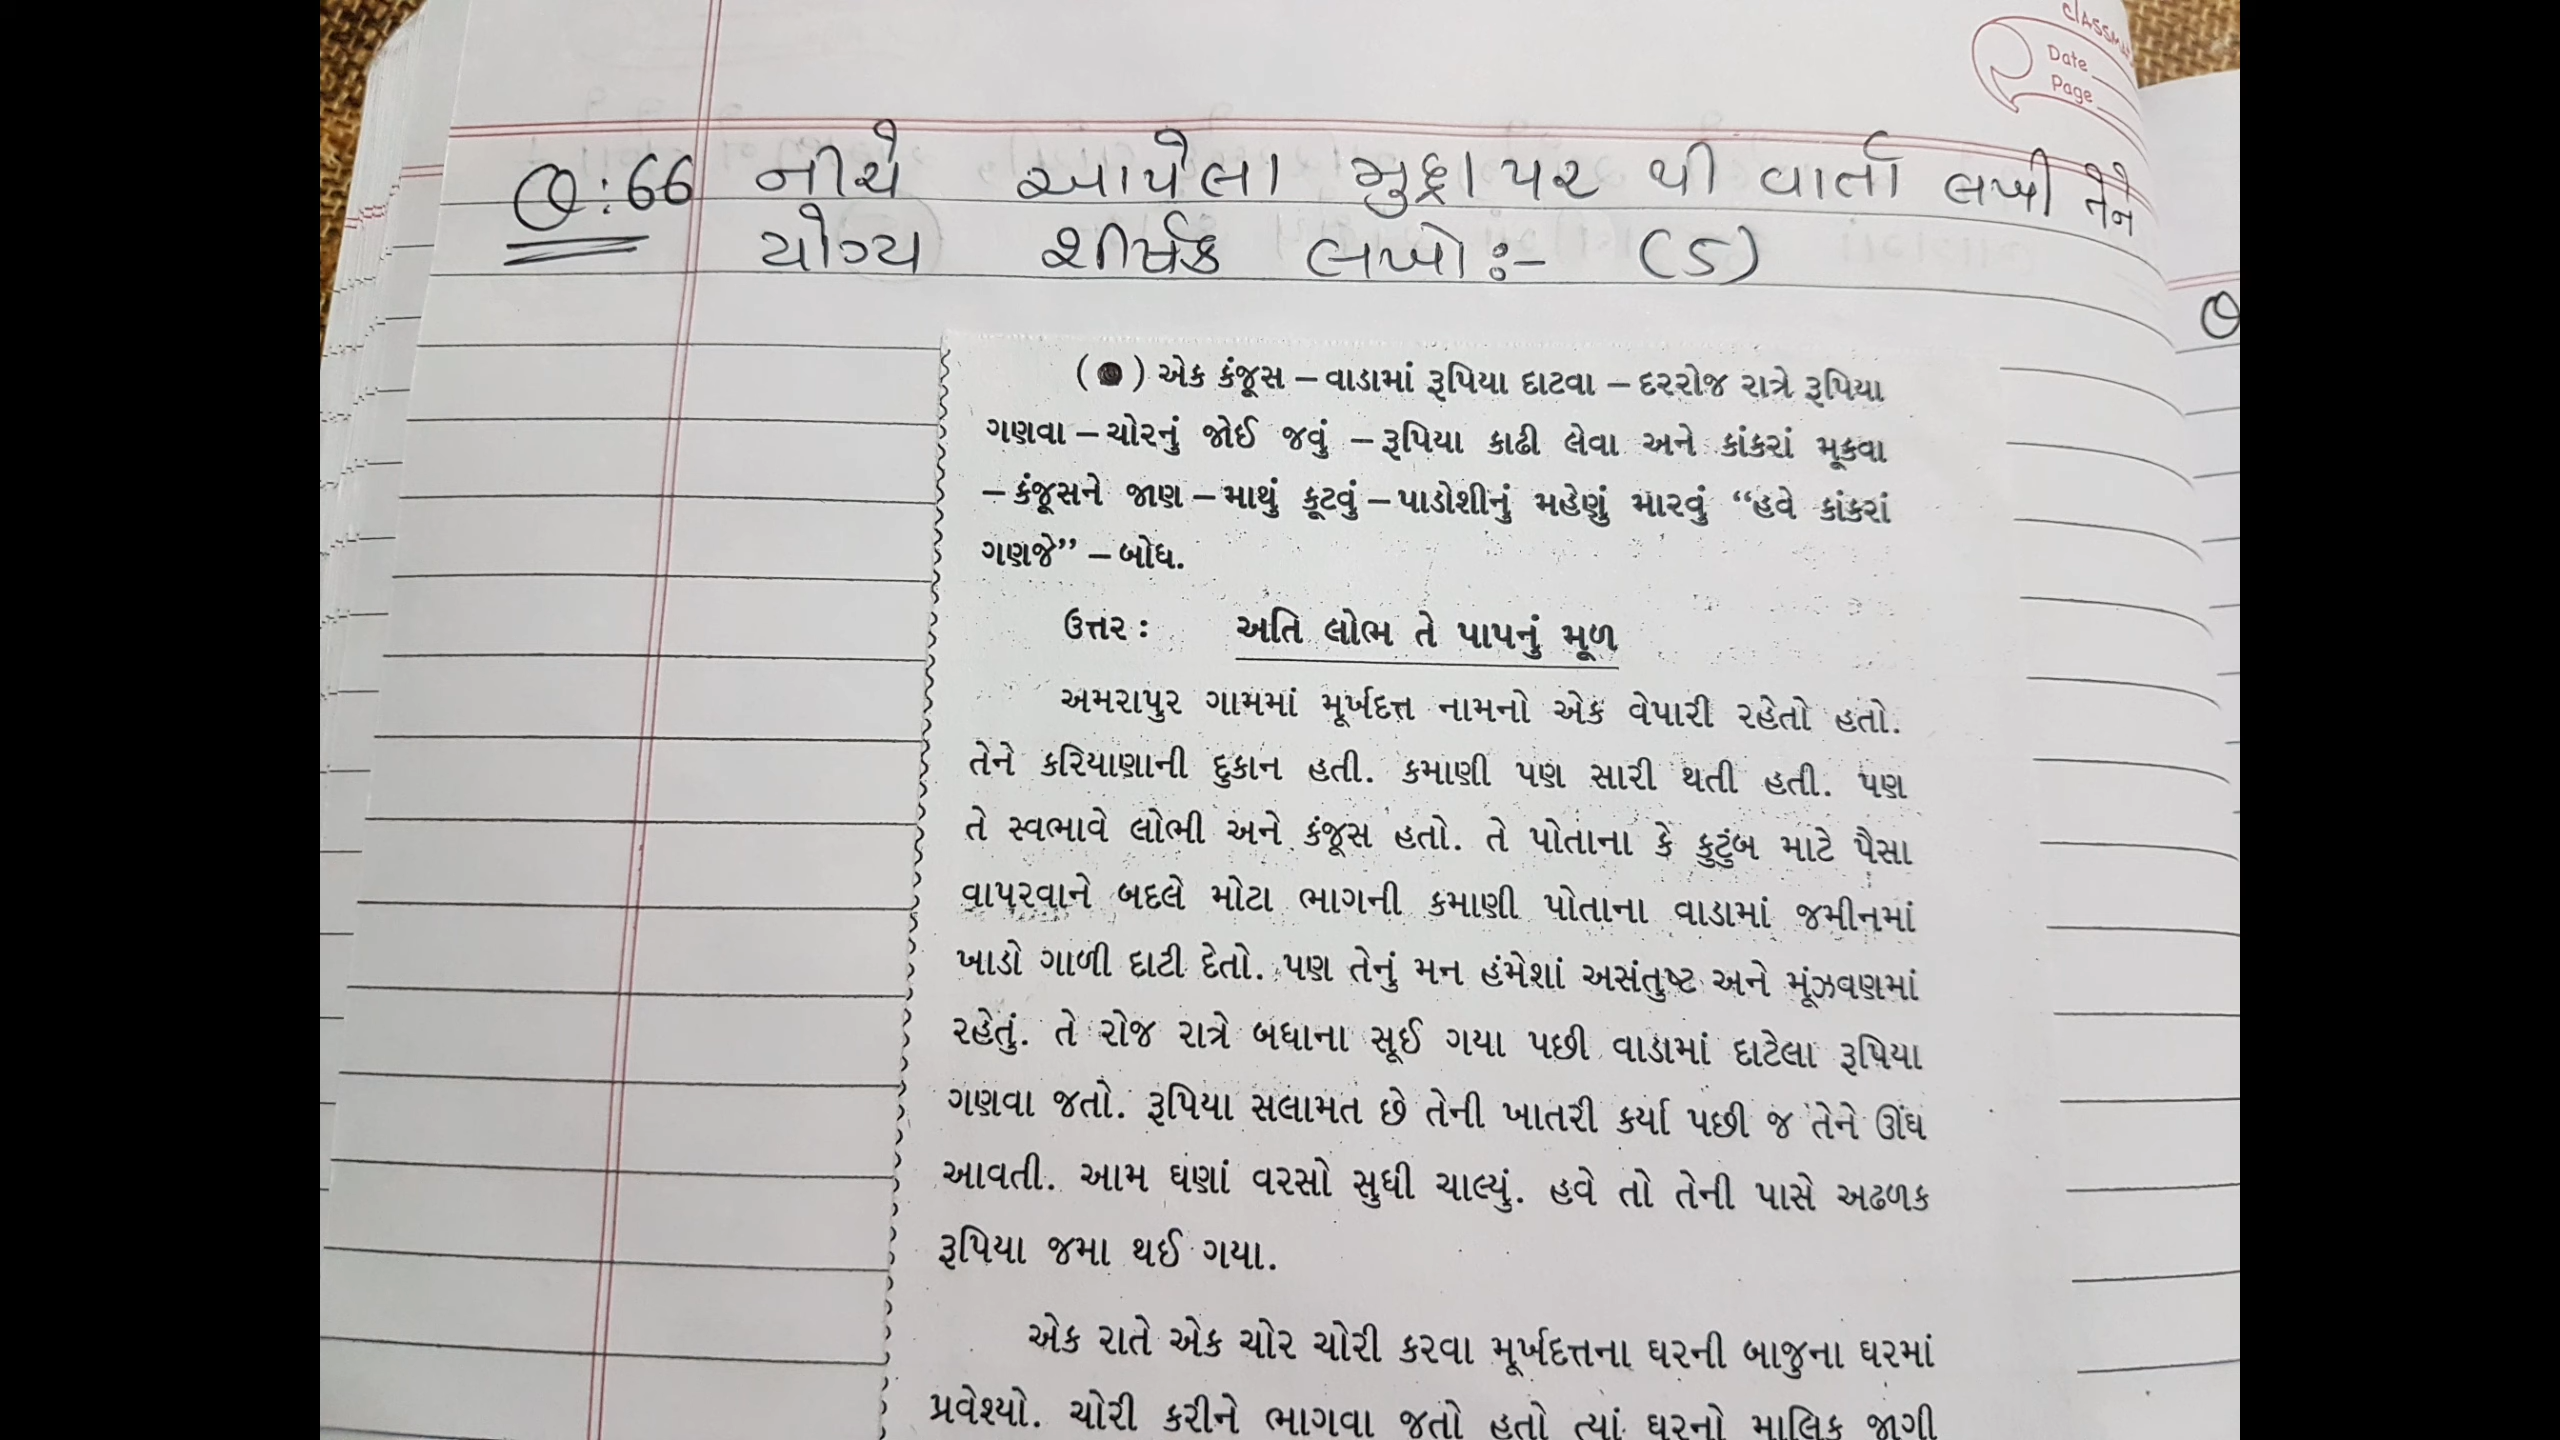 classm
Date
Page
Q:66 નીચે આપેલા મુદ્દા પર થી વાર્તા લખી તેને
યોગ્ય શીર્ષક લખો:- (5)
(●) એક કંજૂસ – વાડામાં રૂપિયા દાટવા – દરરોજ રાત્રે રૂપિયા
ગણવા – ચોરનું જોઈ જવું – રૂપિયા કાઢી લેવા અને કાંકરાં મૂકવા
– કંજૂસને જાણ – માથું કૂટવું – પાડોશીનું મહેણું મારવું “હવે કાંકરાં
ગણજે” – બોધ.
ઉત્તર : અતિ લોભ તે પાપનું મૂળ
અમરાપુર ગામમાં મૂર્ખદત્ત નામનો એક વેપારી રહેતો હતો.
તેને કરિયાણાની દુકાન હતી. કમાણી પણ સારી થતી હતી. પણ
તે સ્વભાવે લોભી અને કંજૂસ હતો. તે પોતાના કે કુટુંબ માટે પૈસા
વાપરવાને બદલે મોટા ભાગની કમાણી પોતાના વાડામાં જમીનમાં
ખાડો ગાળી દાટી દેતો. પણ તેનું મન હંમેશાં અસંતુષ્ટ અને મૂંઝવણમાં
રહેતું. તે રોજ રાત્રે બધાના સૂઈ ગયા પછી વાડામાં દાટેલા રૂપિયા
ગણવા જતો. રૂપિયા સલામત છે તેની ખાતરી કર્યા પછી જ તેને ઊંઘ
આવતી. આમ ઘણાં વરસો સુધી ચાલ્યું. હવે તો તેની પાસે અઢળક
રૂપિયા જમા થઈ ગયા.
એક રાતે એક ચોર ચોરી કરવા મૂર્ખદત્તના ઘરની બાજુના ઘરમાં
પ્રવેશ્યો. ચોરી કરીને ભાગવા જતો હતો ત્યાં ઘરનો માલિક જાગી